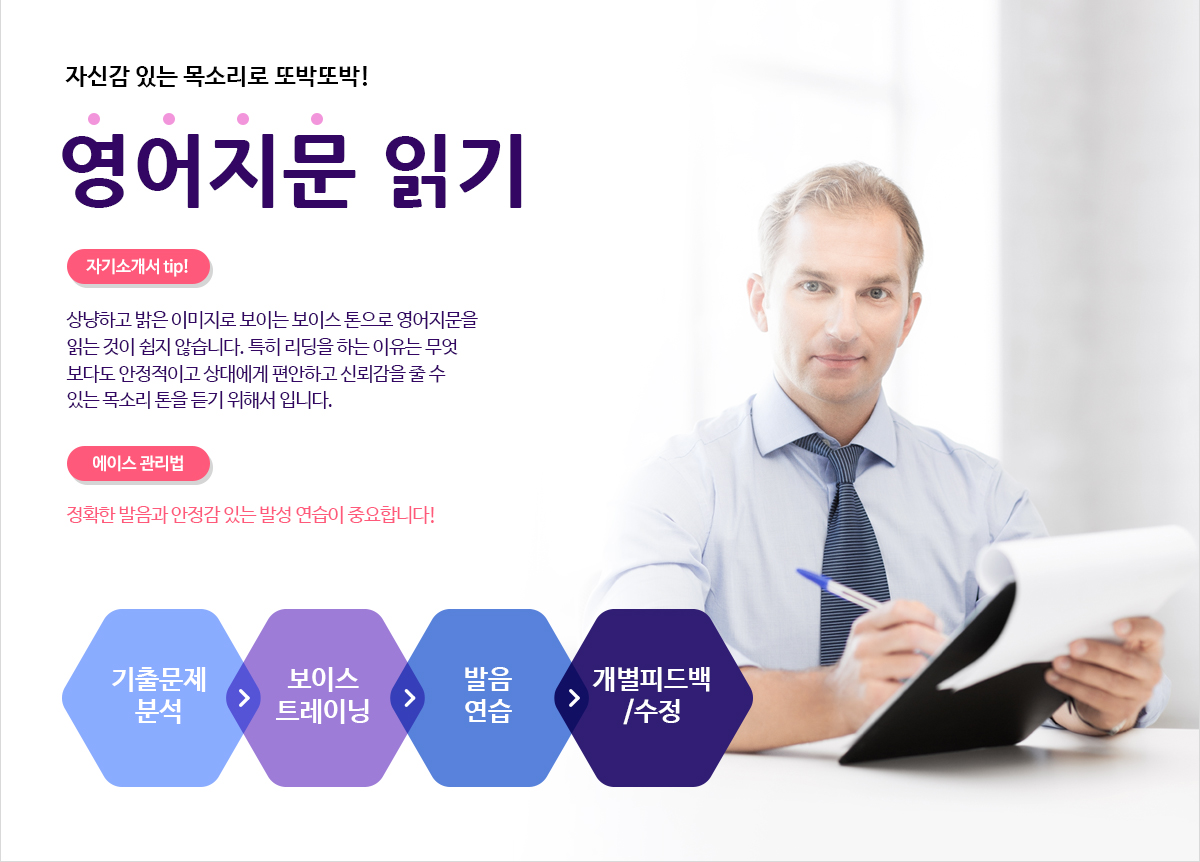 자신감 있는 목소리로 또박또박!
영어지문 읽기
자기소개서 tip!
상냥하고 밝은 이미지로 보이는 보이스 톤으로 영어지문을
읽는 것이 쉽지 않습니다. 특히 리딩을 하는 이유는 무엇
보다도 안정적이고 상대에게 편안하고 신뢰감을 줄 수
있는 목소리 톤을 듣기 위해서 입니다.
에이스 관리법
정확한 발음과 안정감 있는 발성 연습이 중요합니다!
기출문제
분석
보이스
트레이닝
발음
연습
개별피드백
/수정